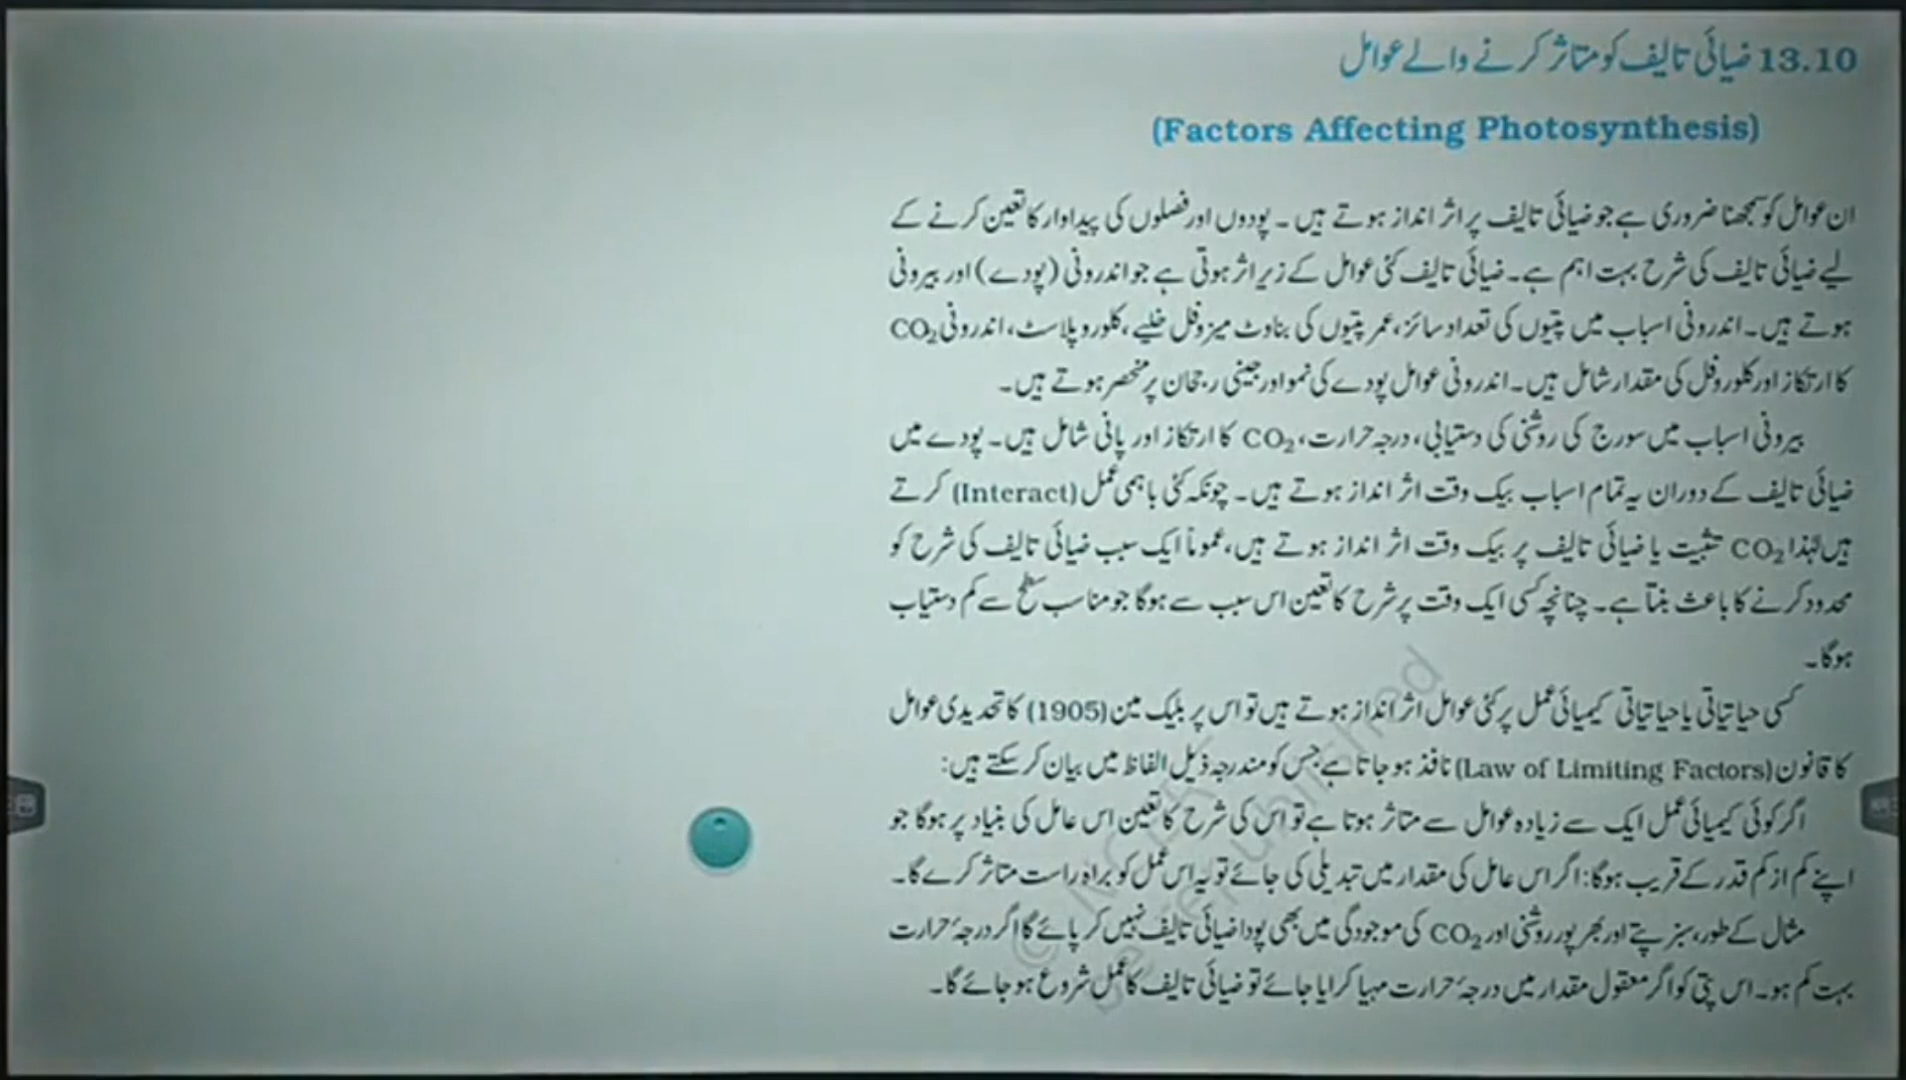 13.10 ضیائی تالیف کو متاثر کرنے والے عوامل
(Factors Affecting Photosynthesis)
ان عوامل کو سمجھنا ضروری ہے جو ضیائی تالیف پر اثر انداز ہوتے ہیں۔ پودوں اور فصلوں کی پیداوار کا تعین کرنے کے
لیے ضیائی تالیف کی شرح بہت اہم ہے۔ ضیائی تالیف کئی عوامل کے زیر اثر ہوتی ہے جو اندرونی (پودے) اور بیرونی
ہوتے ہیں۔ اندرونی اسباب میں پتیوں کی تعداد سائز، عمر پتیوں کی بناوٹ میزوفل خلیے، کلوروپلاسٹ، اندرونی CO₂
کا ارتکاز اور کلوروفل کی مقدار شامل ہیں۔ اندرونی عوامل پودے کی نمو اور جینی رجحان پر منحصر ہوتے ہیں۔
بیرونی اسباب میں سورج کی روشنی کی دستیابی، درجہ حرارت، CO₂ کا ارتکاز اور پانی شامل ہیں۔ پودے میں
ضیائی تالیف کے دوران یہ تمام اسباب بیک وقت اثر انداز ہوتے ہیں۔ چونکہ کئی باہمی عمل (Interact) کرتے
ہیں لہٰذا CO₂ تثبیت یا ضیائی تالیف پر بیک وقت اثر انداز ہوتے ہیں، عموماً ایک سبب ضیائی تالیف کی شرح کو
محدود کرنے کا باعث بنتا ہے۔ چنانچہ کسی ایک وقت پر شرح کا تعین اس سبب سے ہوگا جو مناسب سطح سے کم دستیاب
ہوگا۔
کسی حیاتیاتی یا حیاتیاتی کیمیائی عمل پر کئی عوامل اثر انداز ہوتے ہیں تو اس پر بلیک مین (1905) کا تحدیدی عوامل
کا قانون (Law of Limiting Factors) نافذ ہو جاتا ہے جس کو مندرجہ ذیل الفاظ میں بیان کر سکتے ہیں:
اگر کوئی کیمیائی عمل ایک سے زیادہ عوامل سے متاثر ہوتا ہے تو اس کی شرح کا تعین اس عامل کی بنیاد پر ہوگا جو
اپنے کم از کم قدر کے قریب ہوگا: اگر اس عامل کی مقدار میں تبدیلی کی جائے تو یہ اس عمل کو براہ راست متاثر کرے گا۔
مثال کے طور، سبز پتے اور بھرپور روشنی اور CO₂ کی موجودگی میں بھی پودا ضیائی تالیف نہیں کر پائے گا اگر درجۂ حرارت
بہت کم ہو۔ اس پتی کو اگر معقول مقدار میں درجۂ حرارت مہیا کرایا جائے تو ضیائی تالیف کا عمل شروع ہو جائے گا۔